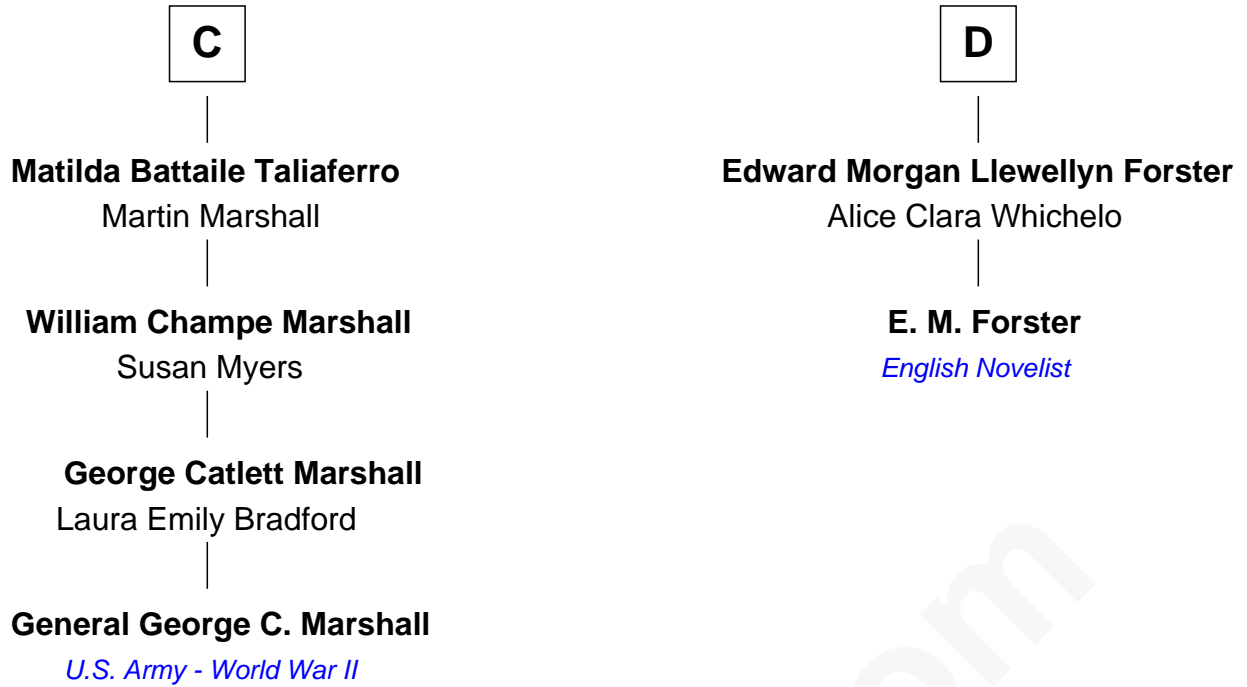 C
Matilda Battaile Taliaferro
Martin Marshall
William Champe Marshall
Susan Myers
George Catlett Marshall
Laura Emily Bradford
General George C. Marshall
U.S. Army - World War II
D
Edward Morgan Llewellyn Forster
Alice Clara Whichelo
E. M. Forster
English Novelist
om